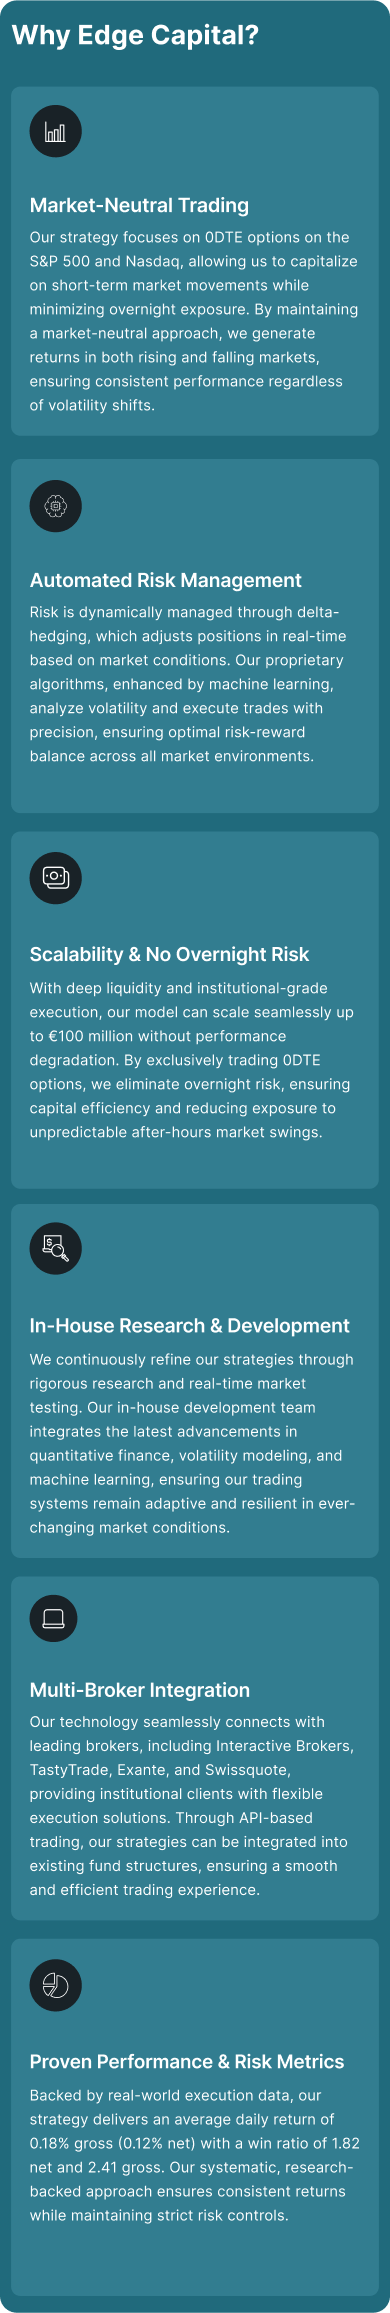 Why Edge Capital?
Market-Neutral Trading
Our strategy focuses on 0DTE options on the
S&P 500 and Nasdaq, allowing us to capitalize
on short-term market movements while
minimizing overnight exposure. By maintaining
a market-neutral approach, we generate
returns in both rising and falling markets,
ensuring consistent performance regardless
of volatility shifts.
Automated Risk Management
Risk is dynamically managed through delta-
hedging, which adjusts positions in real-time
based on market conditions. Our proprietary
algorithms, enhanced by machine learning,
analyze volatility and execute trades with
precision, ensuring optimal risk-reward
balance across all market environments.
Scalability & No Overnight Risk
With deep liquidity and institutional-grade
execution, our model can scale seamlessly up
to €100 million without performance
degradation. By exclusively trading 0DTE
options, we eliminate overnight risk, ensuring
capital efficiency and reducing exposure to
unpredictable after-hours market swings.
$
In-House Research & Development
We continuously refine our strategies through
rigorous research and real-time market
testing. Our in-house development team
integrates the latest advancements in
quantitative finance, volatility modeling, and
machine learning, ensuring our trading
systems remain adaptive and resilient in ever-
changing market conditions.
Multi-Broker Integration
Our technology seamlessly connects with
leading brokers, including Interactive Brokers,
TastyTrade, Exante, and Swissquote,
providing institutional clients with flexible
execution solutions. Through API-based
trading, our strategies can be integrated into
existing fund structures, ensuring a smooth
and efficient trading experience.
Proven Performance & Risk Metrics
Backed by real-world execution data, our
strategy delivers an average daily return of
0.18% gross (0.12% net) with a win ratio of 1.82
net and 2.41 gross. Our systematic, research-
backed approach ensures consistent returns
while maintaining strict risk controls.